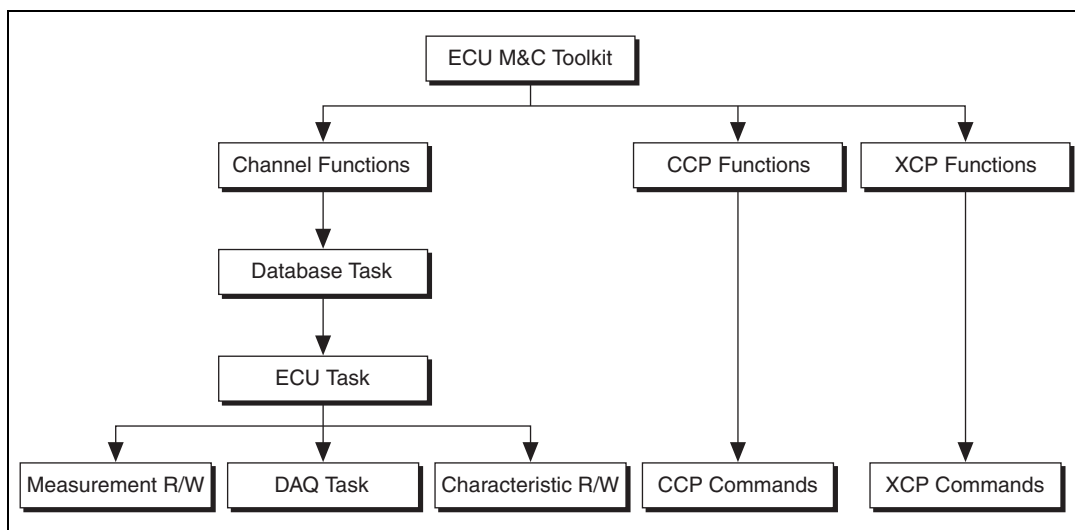 ECU M&C Toolkit
Channel Functions
CCP Functions
XCP Functions
Database Task
ECU Task
Measurement R/W
DAQ Task
Characteristic R/W
CCP Commands
XCP Commands